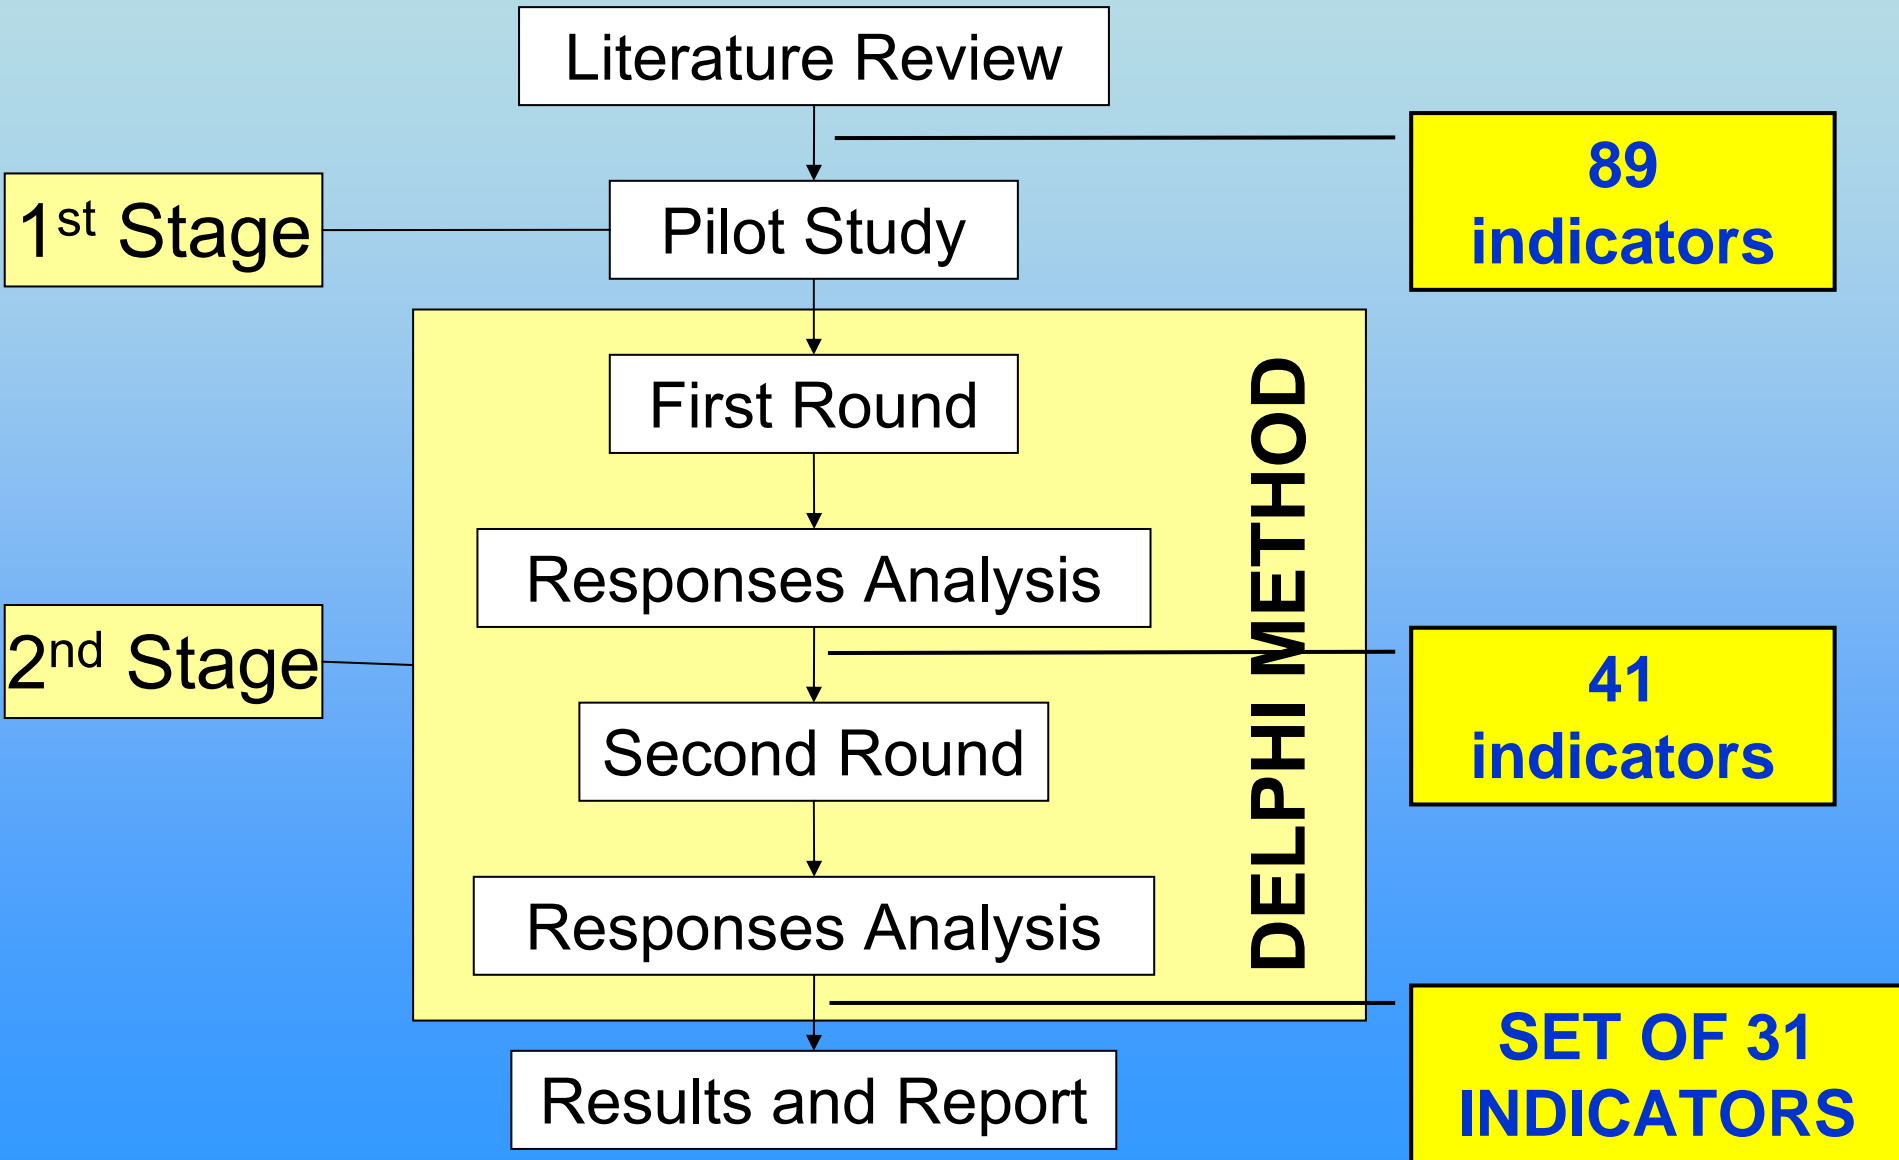 Literature Review
89
indicators
1st Stage
Pilot Study
First Round
DELPHI METHOD
Responses Analysis
2nd Stage
41
indicators
Second Round
Responses Analysis
SET OF 31
INDICATORS
Results and Report